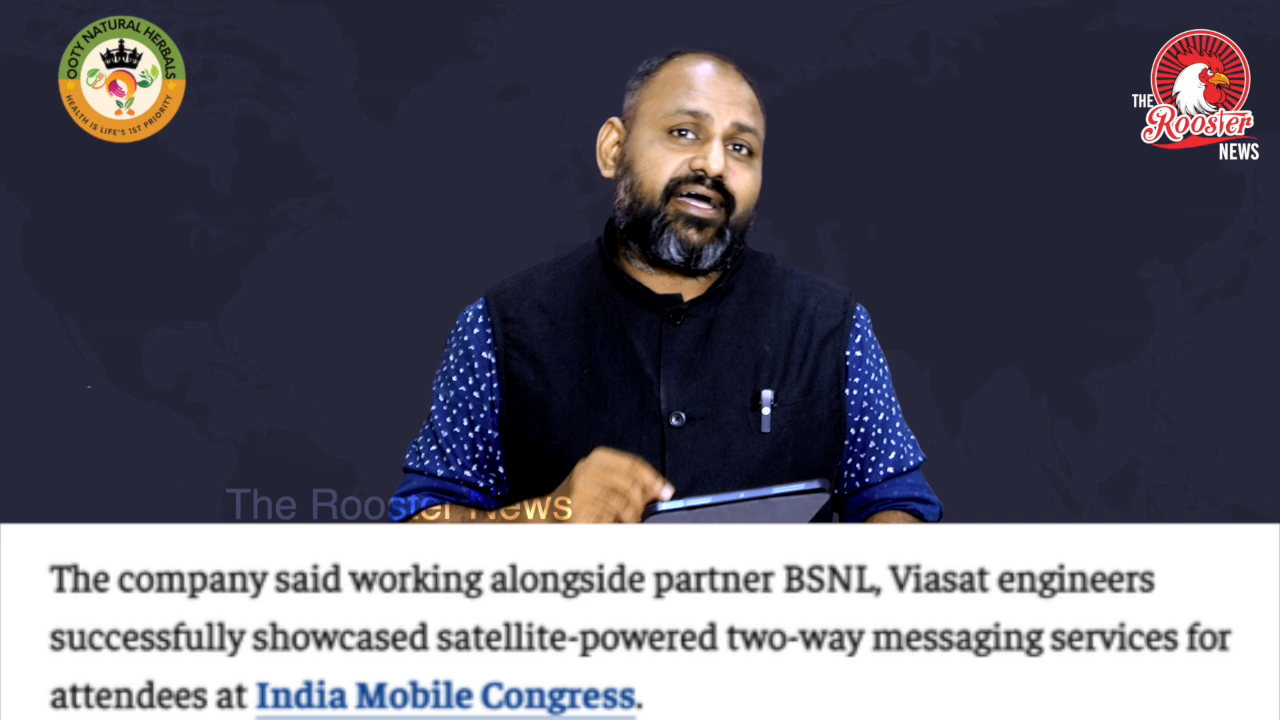 OOTY NATURAL HERBALS
HEALTH IS LIFE'S 1ST PRIORITY
THE
Rooster
NEWS
The Rooster News
The company said working alongside partner BSNL, Viasat engineers
successfully showcased satellite-powered two-way messaging services for
attendees at India Mobile Congress.